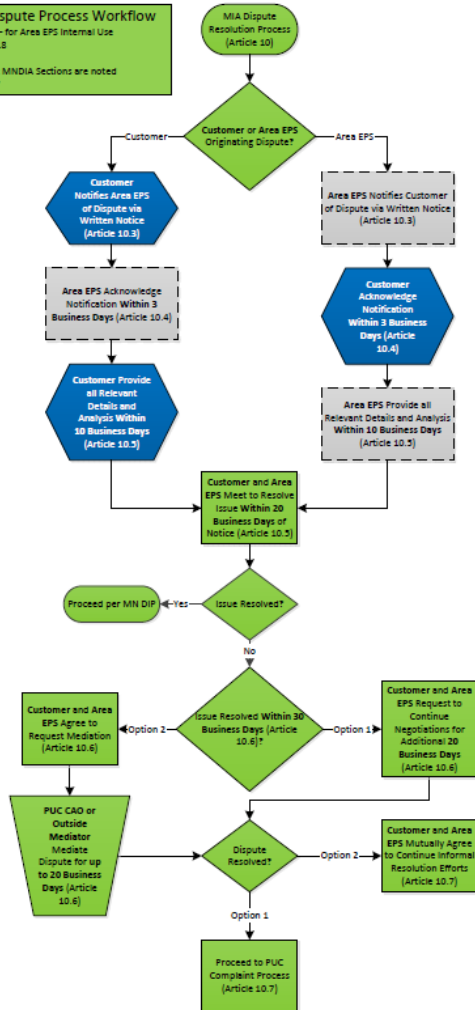 spute Process Workflow
- for Area EPS Internal Use
.8
MNDIA Sections are noted
MIA Dispute
Resolution Process
(Article 10)
Customer or Area EPS
Originating Dispute?
Customer
Area EPS
Customer
Notifies Area EPS
of Dispute via
Written Notice
(Article 10.3)
Area EPS Notifies Customer
of Dispute via Written Notice
(Article 10.3)
Area EPS Acknowledge
Notification Within 3
Business Days (Article 10.4)
Customer
Acknowledge
Notification
Within 3 Business
Days (Article
10.4)
Customer Provide
all Relevant
Details and
Analysis Within
10 Business Days
(Article 10.5)
Area EPS Provide all
Relevant Details and Analysis
Within 10 Business Days
(Article 10.5)
Customer and Area
EPS Meet to Resolve
Issue Within 20
Business Days of
Notice (Article 10.5)
Issue Resolved?
Yes
Proceed per MN DIP
No
Issue Resolved Within 30
Business Days (Article
10.6)?
Option 2
Option 1
Customer and Area
EPS Agree to
Request Mediation
(Article 10.6)
Customer and Area
EPS Request to
Continue
Negotiations for
Additional 20
Business Days
(Article 10.6)
PUC CAO or
Outside
Mediator
Mediate
Dispute for up
to 20 Business
Days (Article
10.6)
Dispute
Resolved?
Option 2
Customer and Area
EPS Mutually Agree
to Continue Informal
Resolution Efforts
(Article 10.7)
Option 1
Proceed to PUC
Complaint Process
(Article 10.7)